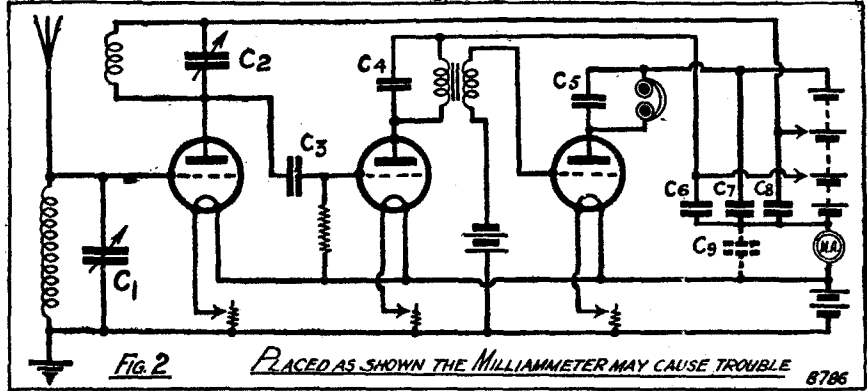 C2
C4
C5
C3
C6 C7 C8
C9
M.A.
C1
FIG. 2 PLACED AS SHOWN THE MILLIAMMETER MAY CAUSE TROUBLE
8786